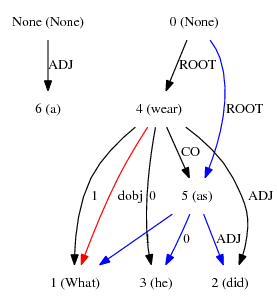 None (None) 0 (None)
ADJ ROOT
6 (a) 4 (wear) ROOT
CO
1 dobj 0 5 (as) ADJ
0 ADJ
1 (What) 3 (he) 2 (did)